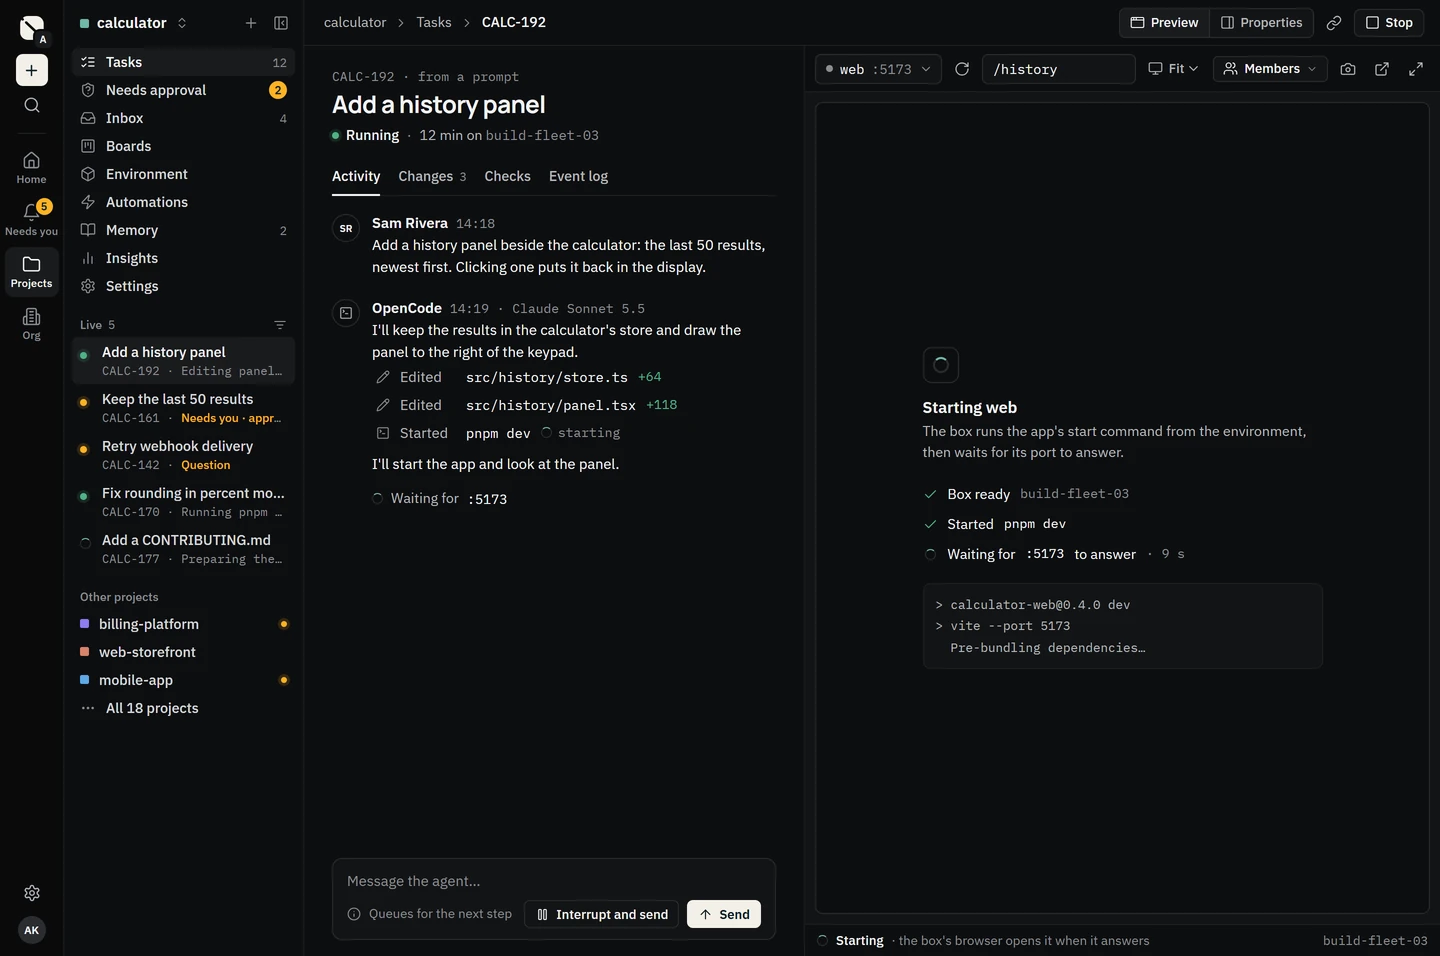 A
Home
5
Needs you
Projects
Org
AK
calculator
Tasks 12
Needs approval 2
Inbox 4
Boards
Environment
Automations
Memory 2
Insights
Settings
Live 5
Add a history panel
CALC-192 · Editing panel…
Keep the last 50 results
CALC-161 · Needs you · appr…
Retry webhook delivery
CALC-142 · Question
Fix rounding in percent mo…
CALC-170 · Running pnpm …
Add a CONTRIBUTING.md
CALC-177 · Preparing the…
Other projects
billing-platform
web-storefront
mobile-app
All 18 projects
calculator > Tasks > CALC-192
Preview Properties Stop
CALC-192 · from a prompt
Add a history panel
Running · 12 min on build-fleet-03
Activity Changes 3 Checks Event log
SR
Sam Rivera 14:18
Add a history panel beside the calculator: the last 50 results,
newest first. Clicking one puts it back in the display.
OpenCode 14:19 · Claude Sonnet 5.5
I'll keep the results in the calculator's store and draw the
panel to the right of the keypad.
Edited src/history/store.ts +64
Edited src/history/panel.tsx +118
Started pnpm dev starting
I'll start the app and look at the panel.
Waiting for :5173
Message the agent…
Queues for the next step Interrupt and send Send
web :5173 /history Fit Members
Starting web
The box runs the app's start command from the environment,
then waits for its port to answer.
Box ready build-fleet-03
Started pnpm dev
Waiting for :5173 to answer · 9 s
> calculator-web@0.4.0 dev
> vite --port 5173
Pre-bundling dependencies…
Starting · the box's browser opens it when it answers build-fleet-03